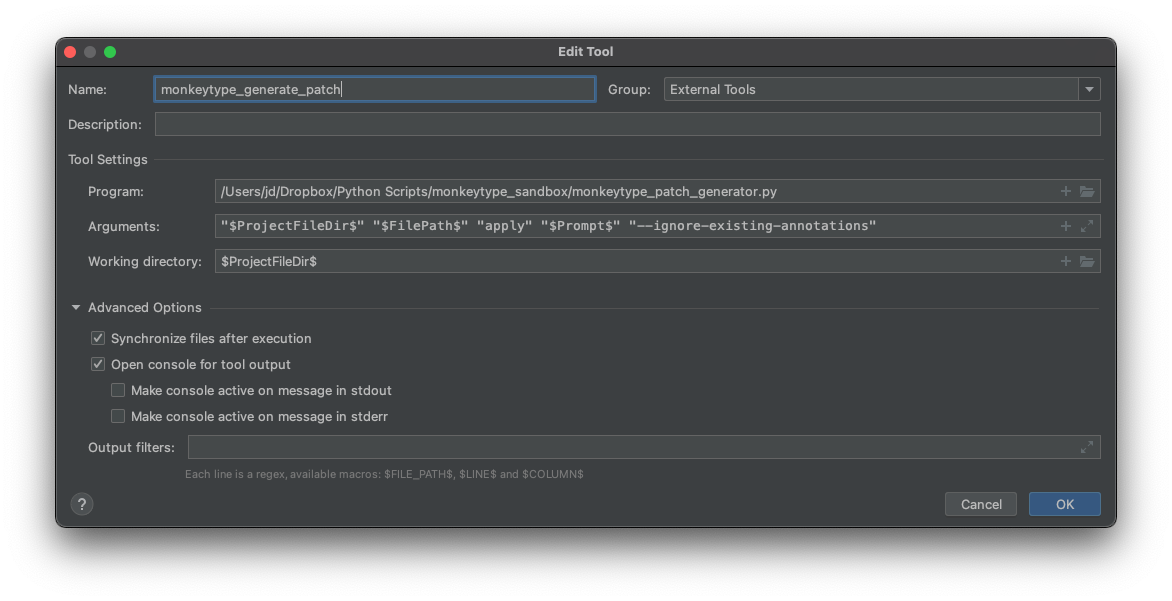 Edit Tool
Name: monkeytype_generate_patch Group: External Tools
Description:
Tool Settings
Program: /Users/jd/Dropbox/Python Scripts/monkeytype_sandbox/monkeytype_patch_generator.py
Arguments: "$ProjectFileDir$" "$FilePath$" "apply" "$Prompt$" "--ignore-existing-annotations"
Working directory: $ProjectFileDir$
Advanced Options
Synchronize files after execution
Open console for tool output
Make console active on message in stdout
Make console active on message in stderr
Output filters:
Each line is a regex, available macros: $FILE_PATH$, $LINE$ and $COLUMN$
? Cancel OK